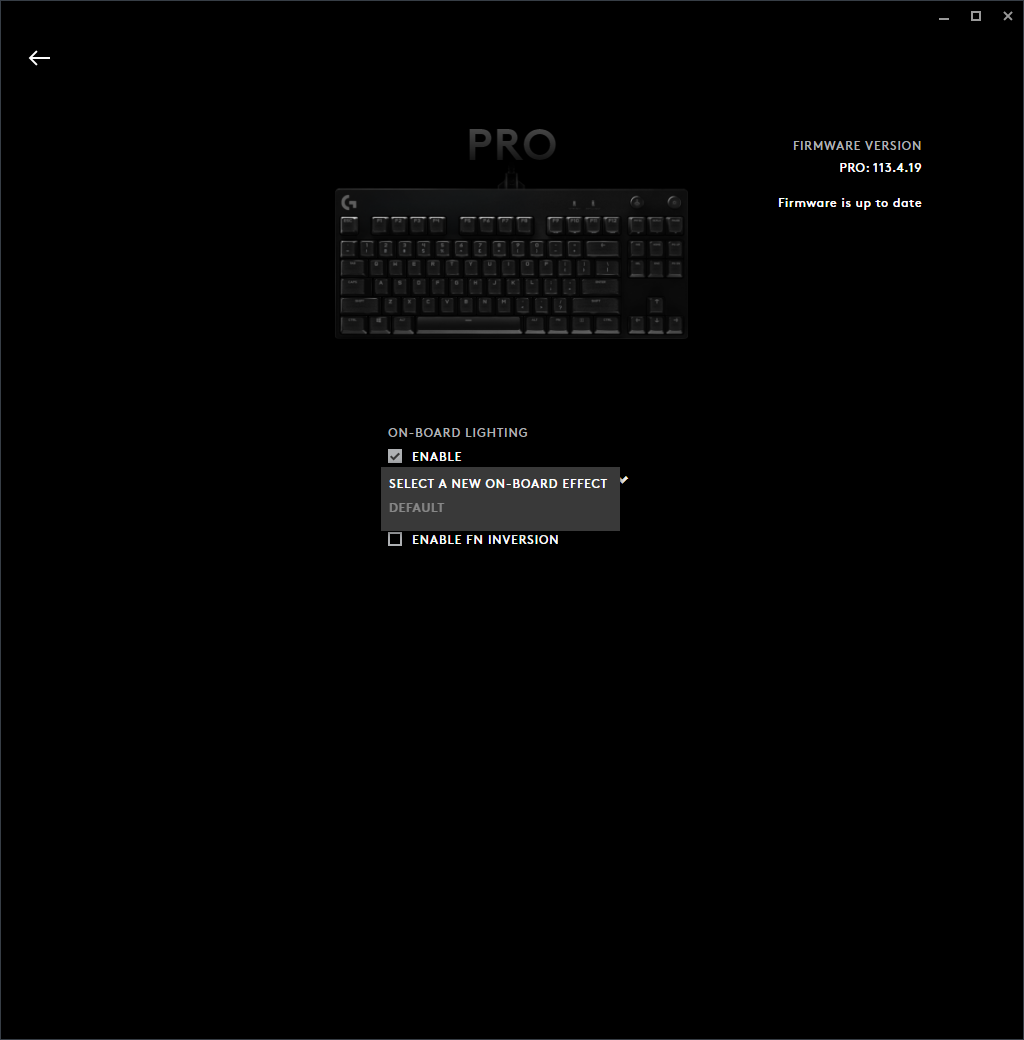 PRO
FIRMWARE VERSION
PRO: 113.4.19
Firmware is up to date
ON-BOARD LIGHTING
ENABLE
SELECT A NEW ON-BOARD EFFECT
DEFAULT
ENABLE FN INVERSION